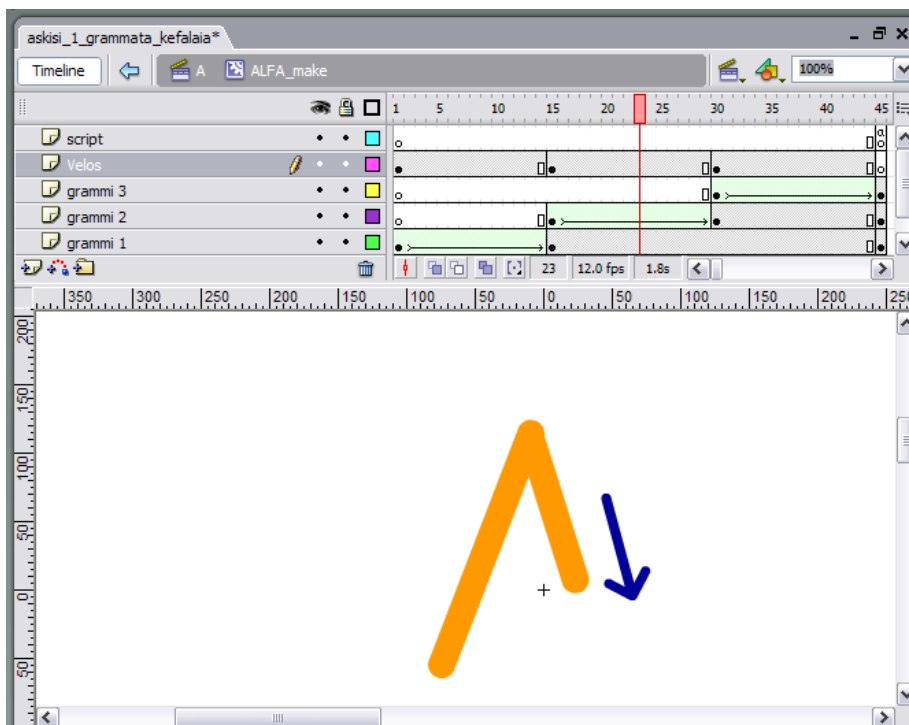 askisi_1_grammata_kefalaia*
Timeline A ALFA_make 100%
1 5 10 15 20 25 30 35 40 45
script
Velos
grammi 3
grammi 2
grammi 1
23 12.0 fps 1.8s
350 300 250 200 150 100 50 0 50 100 150 200 250
200
150
100
50
0
50